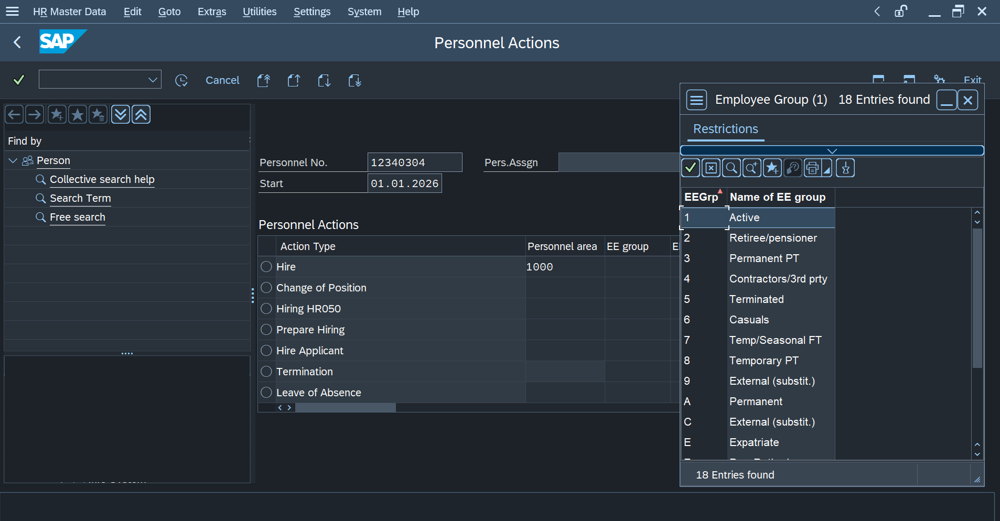 HR Master Data Edit Goto Extras Utilities Settings System Help
SAP Personnel Actions
Cancel Exit
Find by
Person
Collective search help
Search Term
Free search
Personnel No. 12340304 Pers.Assgn
Start 01.01.2026
Personnel Actions
Action Type Personnel area EE group
Hire 1000
Change of Position
Hiring HR050
Prepare Hiring
Hire Applicant
Termination
Leave of Absence
Employee Group (1) 18 Entries found
Restrictions
EEGrp Name of EE group
1 Active
2 Retiree/pensioner
3 Permanent PT
4 Contractors/3rd prty
5 Terminated
6 Casuals
7 Temp/Seasonal FT
8 Temporary PT
9 External (substit.)
A Permanent
C External (substit.)
E Expatriate
18 Entries found